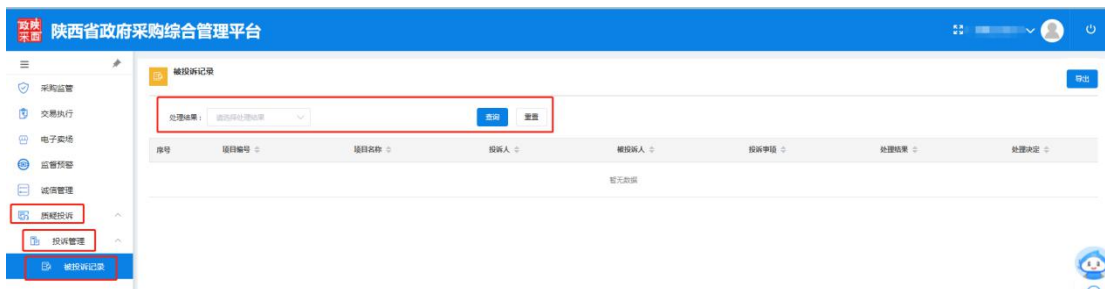 政陕
采西
陕西省政府采购综合管理平台
采购监管
交易执行
电子卖场
监督预警
诚信管理
质疑投诉
投诉管理
被投诉记录
被投诉记录
导出
处理结果：
请选择处理结果
查询
重置
序号 项目编号 项目名称 投诉人 被投诉人 投诉事项 处理结果 处理决定
暂无数据